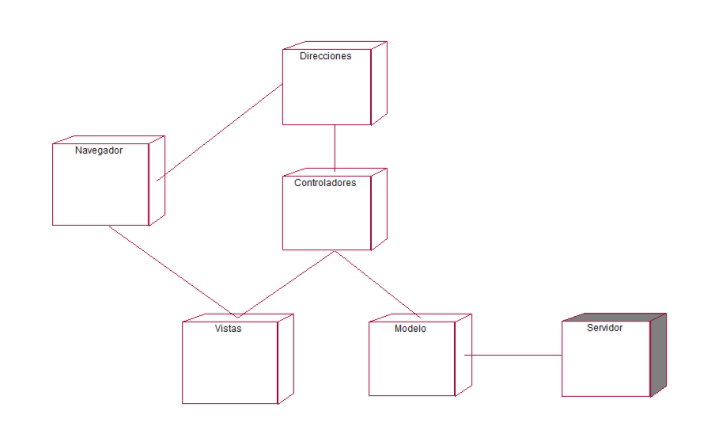 Direcciones
Navegador
Controladores
Vistas
Modelo
Servidor